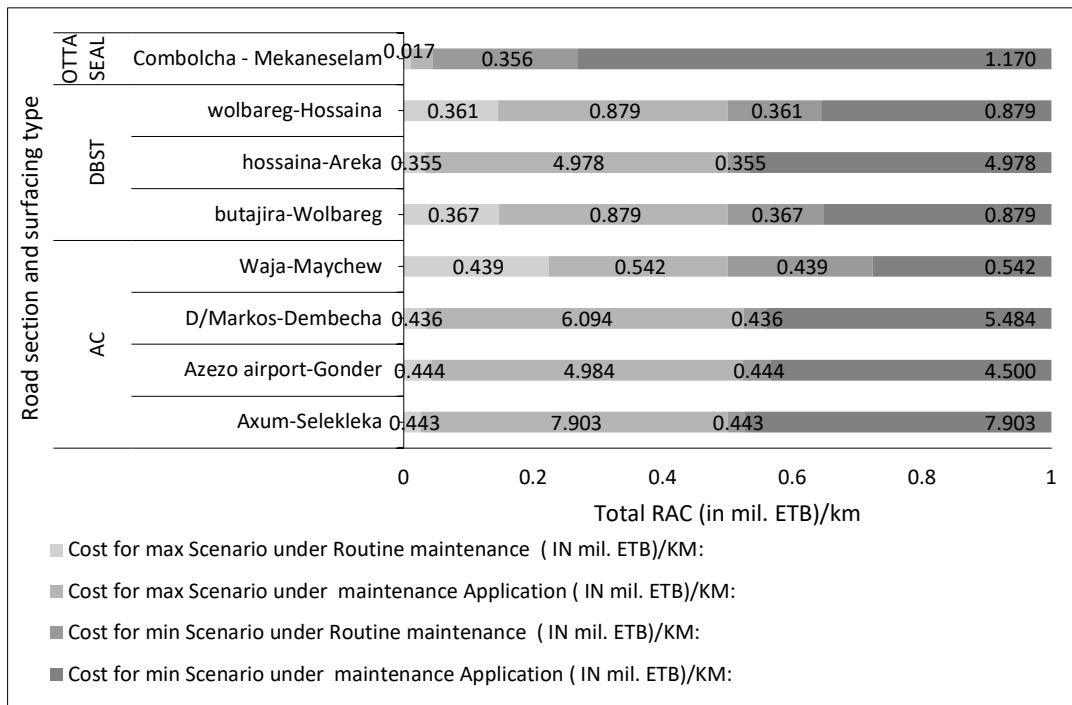 Road section and surfacing type
OTTA
SEAL
Combolcha - Mekaneselam 0.017 0.356 1.170
DBST
wolbareg-Hossaina 0.361 0.879 0.361 0.879
hossaina-Areka 0.355 4.978 0.355 4.978
butajira-Wolbareg 0.367 0.879 0.367 0.879
AC
Waja-Maychew 0.439 0.542 0.439 0.542
D/Markos-Dembecha 0.436 6.094 0.436 5.484
Azezo airport-Gonder 0.444 4.984 0.444 4.500
Axum-Selekleka 0.443 7.903 0.443 7.903
0 0.2 0.4 0.6 0.8 1
Total RAC (in mil. ETB)/km
Cost for max Scenario under Routine maintenance ( IN mil. ETB)/KM:
Cost for max Scenario under maintenance Application ( IN mil. ETB)/KM:
Cost for min Scenario under Routine maintenance ( IN mil. ETB)/KM:
Cost for min Scenario under maintenance Application ( IN mil. ETB)/KM: